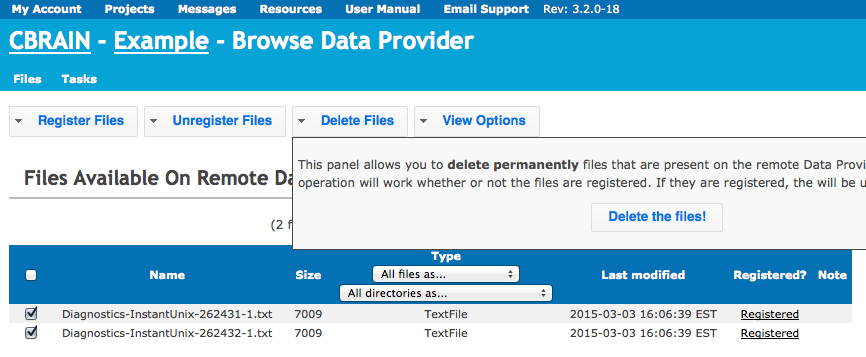 My Account Projects Messages Resources User Manual Email Support Rev: 3.2.0-18
CBRAIN - Example - Browse Data Provider
Files Tasks
Register Files Unregister Files Delete Files View Options
This panel allows you to delete permanently files that are present on the remote Data Provi
operation will work whether or not the files are registered. If they are registered, the will be u
Delete the files!
Files Available On Remote Da
(2 f
Type
Name Size All files as... Last modified Registered? Note
All directories as...
Diagnostics-InstantUnix-262431-1.txt 7009 TextFile 2015-03-03 16:06:39 EST Registered
Diagnostics-InstantUnix-262432-1.txt 7009 TextFile 2015-03-03 16:06:39 EST Registered